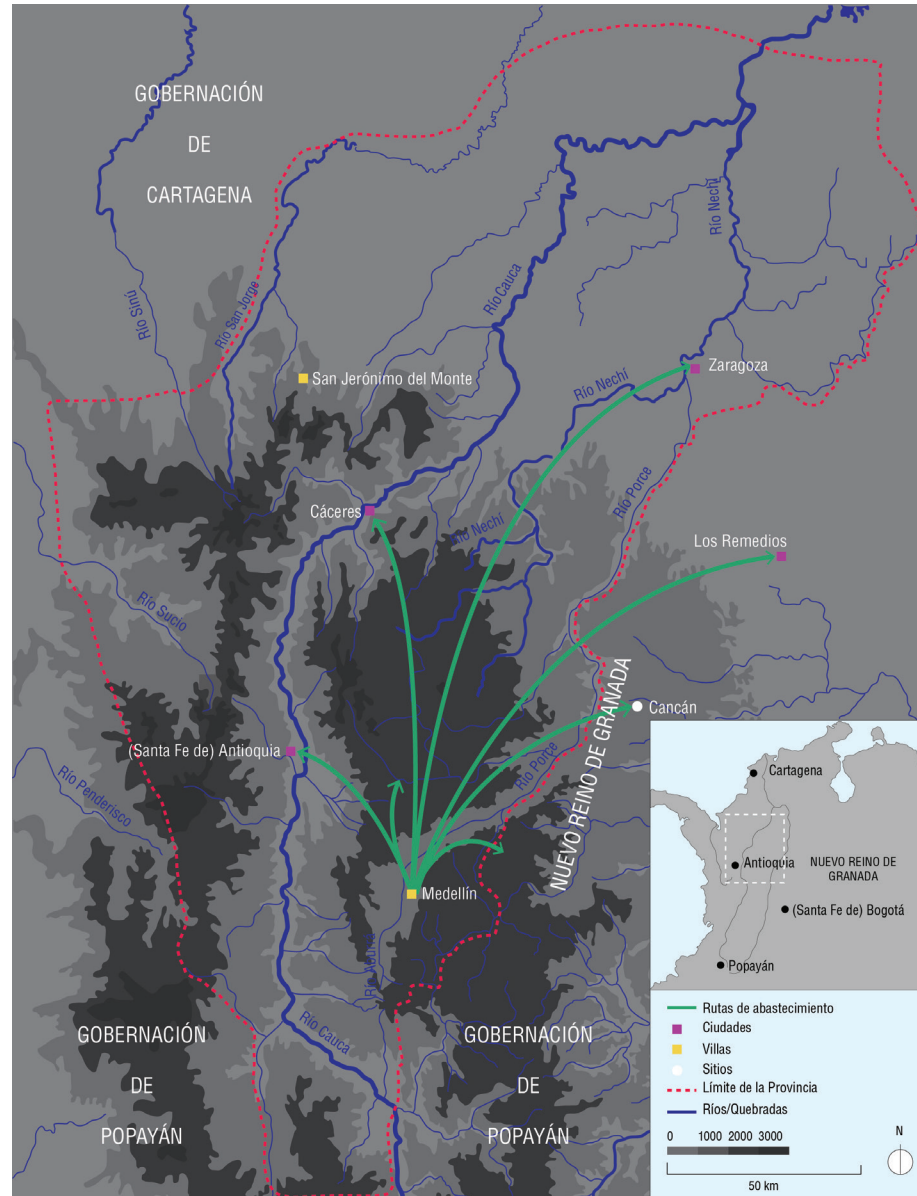 GOBERNACIÓN
DE
CARTAGENA
Río Sinú
Río San Jorge
Río Cauca
Río Nechí
San Jerónimo del Monte
Zaragoza
Río Nechí
Río Porce
Cáceres
Río Nechí
Los Remedios
Río Sucio
NUEVO REINO DE GRANADA
Cancán
(Santa Fe de) Antioquia
Río Porce
Río Penderisco
Medellín
Río Aburrá
Río Cauca
GOBERNACIÓN
DE
POPAYÁN
GOBERNACIÓN
DE
POPAYÁN
Cartagena
Antioquia
NUEVO REINO DE
GRANADA
(Santa Fe de) Bogotá
Popayán
Rutas de abastecimiento
Ciudades
Villas
Sitios
Límite de la Provincia
Ríos/Quebradas
0 1000 2000 3000
N
50 km